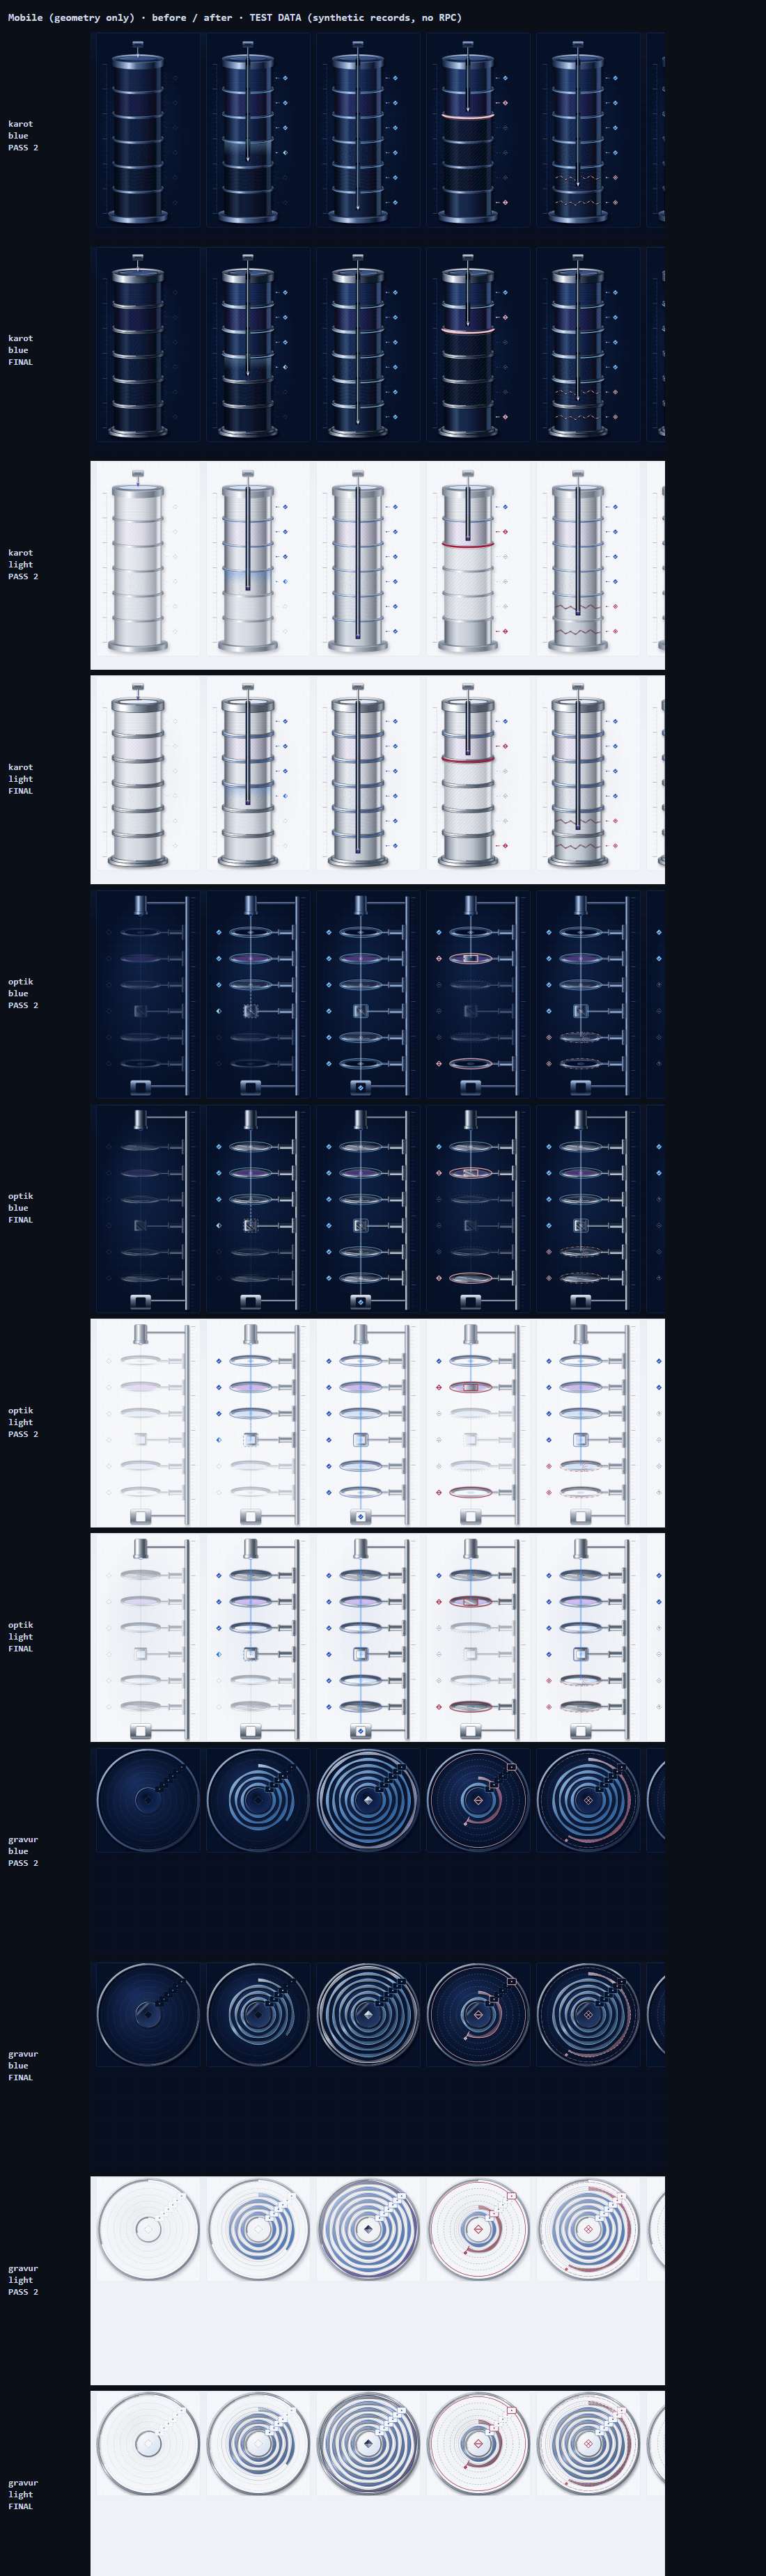 Mobile (geometry only) · before / after · TEST DATA (synthetic records, no RPC)
karot
blue
PASS 2
karot
blue
FINAL
karot
light
PASS 2
karot
light
FINAL
optik
blue
PASS 2
optik
blue
FINAL
optik
light
PASS 2
optik
light
FINAL
gravur
blue
PASS 2
gravur
blue
FINAL
gravur
light
PASS 2
gravur
light
FINAL